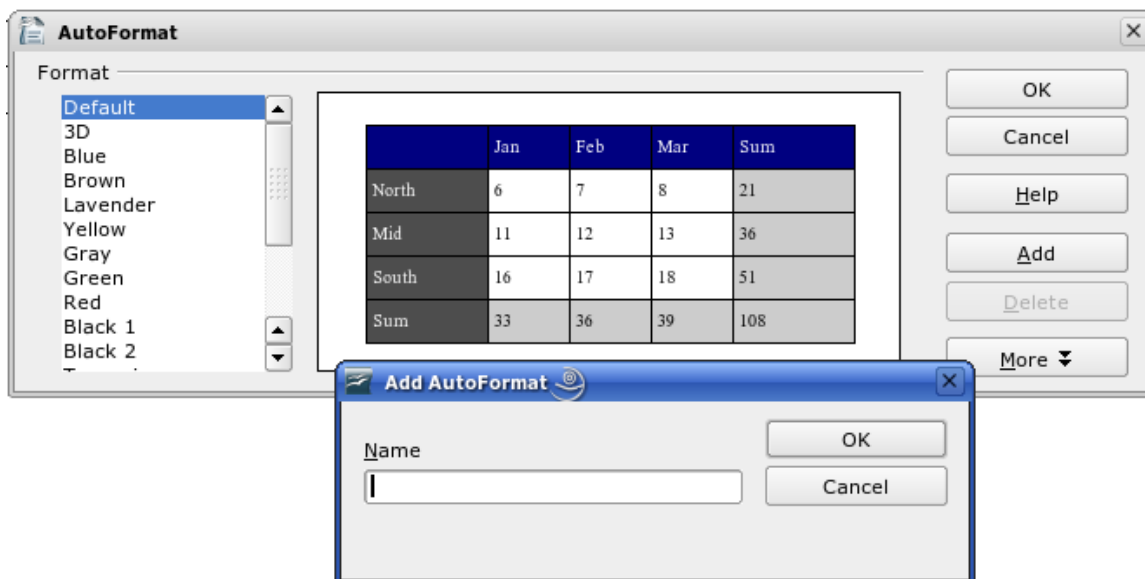 AutoFormat
Format
Default
3D
Blue
Brown
Lavender
Yellow
Gray
Green
Red
Black 1
Black 2
Jan Feb Mar Sum
North 6 7 8 21
Mid 11 12 13 36
South 16 17 18 51
Sum 33 36 39 108
OK
Cancel
Help
Add
Delete
More
Add AutoFormat
Name
OK
Cancel